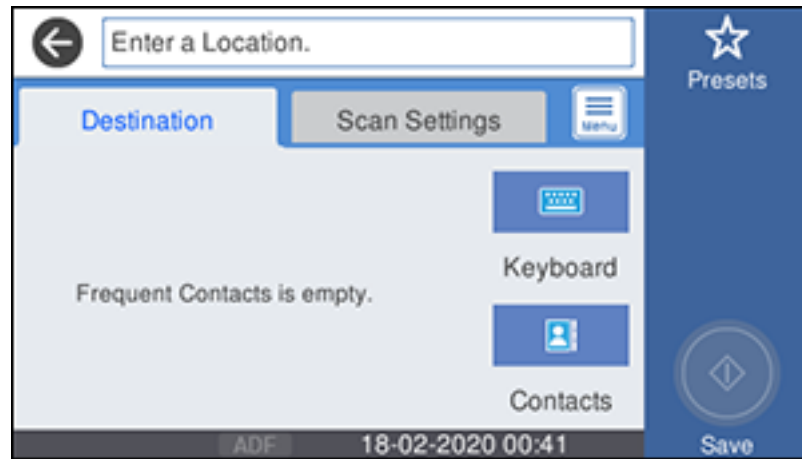 Enter a Location.
Presets
Destination
Scan Settings
Menu
Keyboard
Frequent Contacts is empty.
Contacts
ADF
18-02-2020 00:41
Save